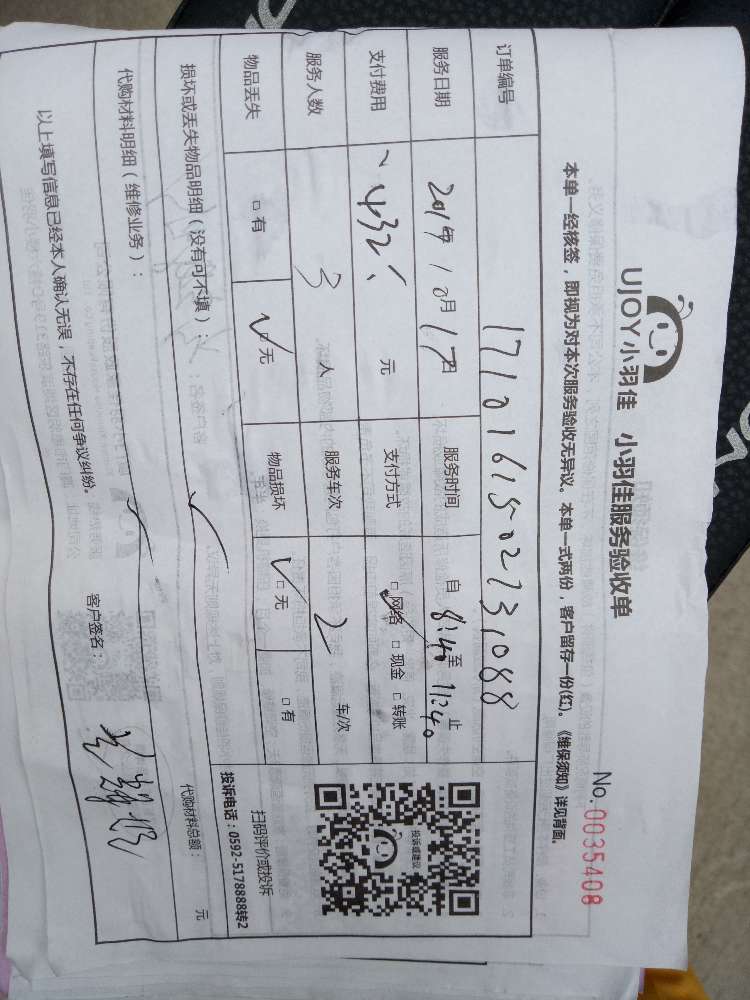 UJOY小羽佳 小羽佳服务验收单
No. 0035408
本单一经核签，即视为对本次服务验收无异议。本单一式两份，客户留存一份(红)。《维保须知》详见背面。
订单编号 1710161502731088
服务日期 2017年10月17日 服务时间 自 8:40 至 11:40 止
支付费用 432 元 支付方式 □网络 □现金 □转账
服务人数 3 人 服务车次 2 车/次
物品丢失 □有 □无 物品损坏 □无 □有
投诉或建议
扫码评价或投诉
投诉电话：0592-5178888转2
损坏或丢失物品明细（没有可不填）：
代购材料明细（维修业务）： 代购材料总额： 元
以上填写信息已经本人确认无误，不存在任何争议纠纷。 客户签名：